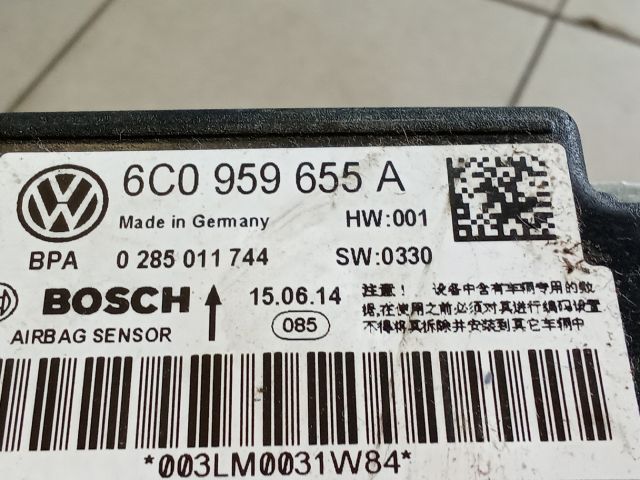 6C0 959 655 A
Made in Germany HW:001
BPA 0 285 011 744 SW:0330
BOSCH 15.06.14
AIRBAG SENSOR 085
注意! 设备中含有车辆专用的数
据,在使用之前必须对其进行编码设置
不得将其拆除并安装到其它车辆中
*003LM0031W84*